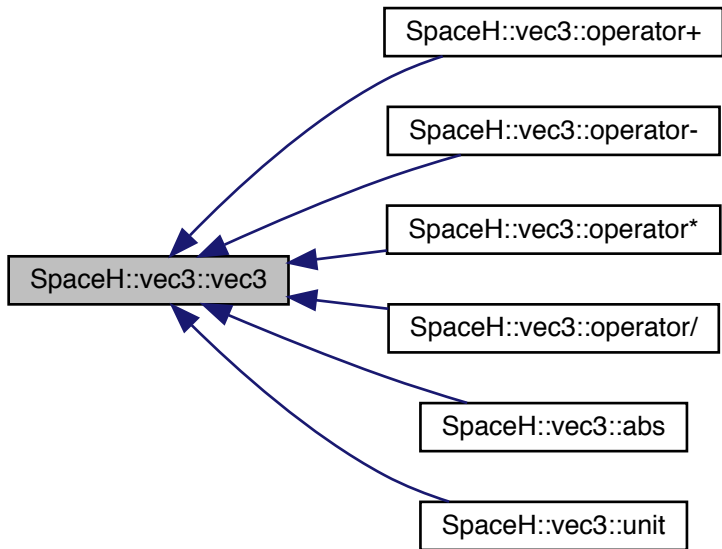 SpaceH::vec3::operator+
SpaceH::vec3::operator-
SpaceH::vec3::operator*
SpaceH::vec3::vec3
SpaceH::vec3::operator/
SpaceH::vec3::abs
SpaceH::vec3::unit